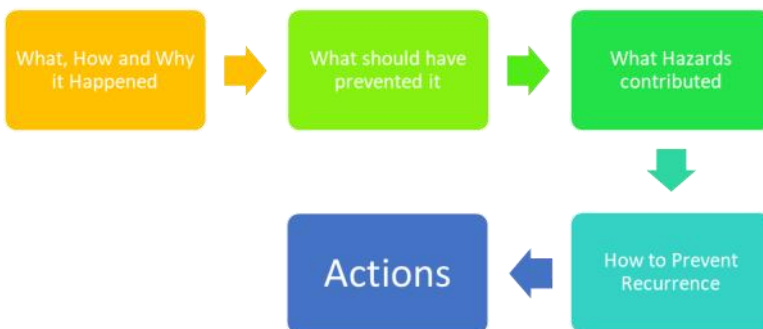 What, How and Why
it Happened
What should have
prevented it
What Hazards
contributed
How to Prevent
Recurrence
Actions